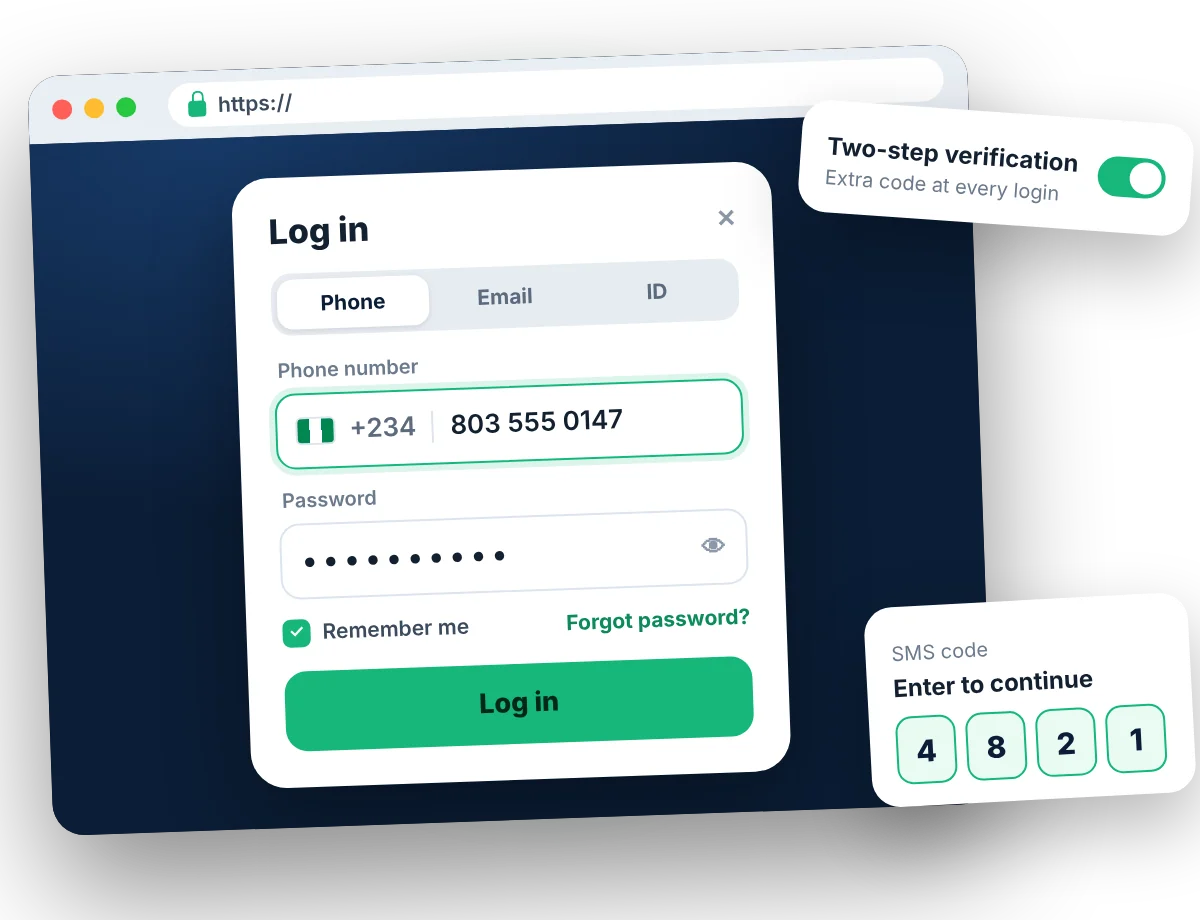 https://
Two-step verification
Extra code at every login
Log in
×
Phone Email ID
Phone number
+234 803 555 0147
Password
••••••••••
Remember me Forgot password?
Log in
SMS code
Enter to continue
4 8 2 1